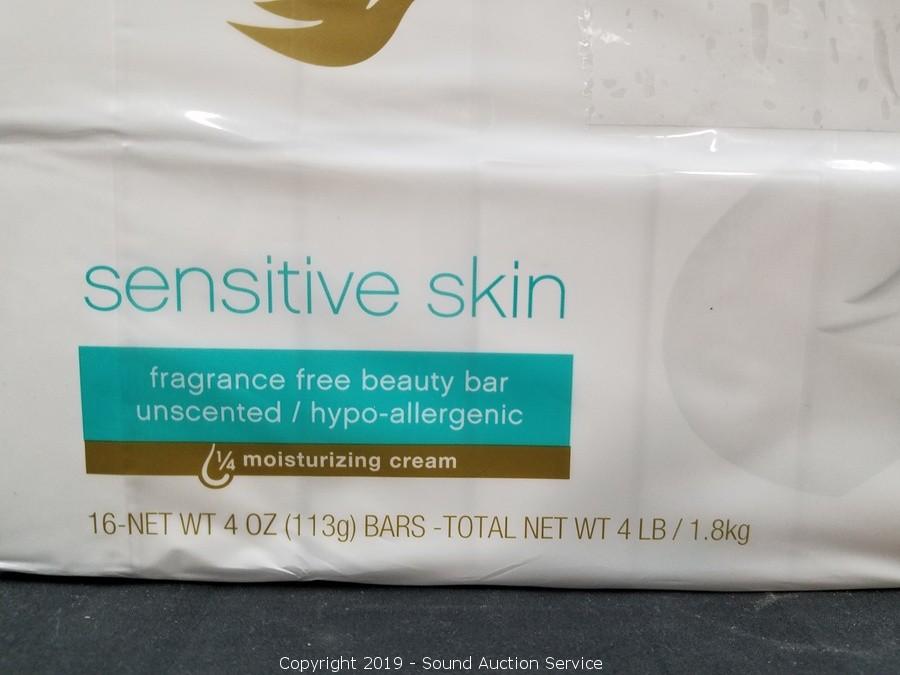 sensitive skin
fragrance free beauty bar
unscented / hypo-allergenic
1/4 moisturizing cream
16-NET WT 4 OZ (113g) BARS -TOTAL NET WT 4 LB / 1.8kg
Copyright 2019 - Sound Auction Service